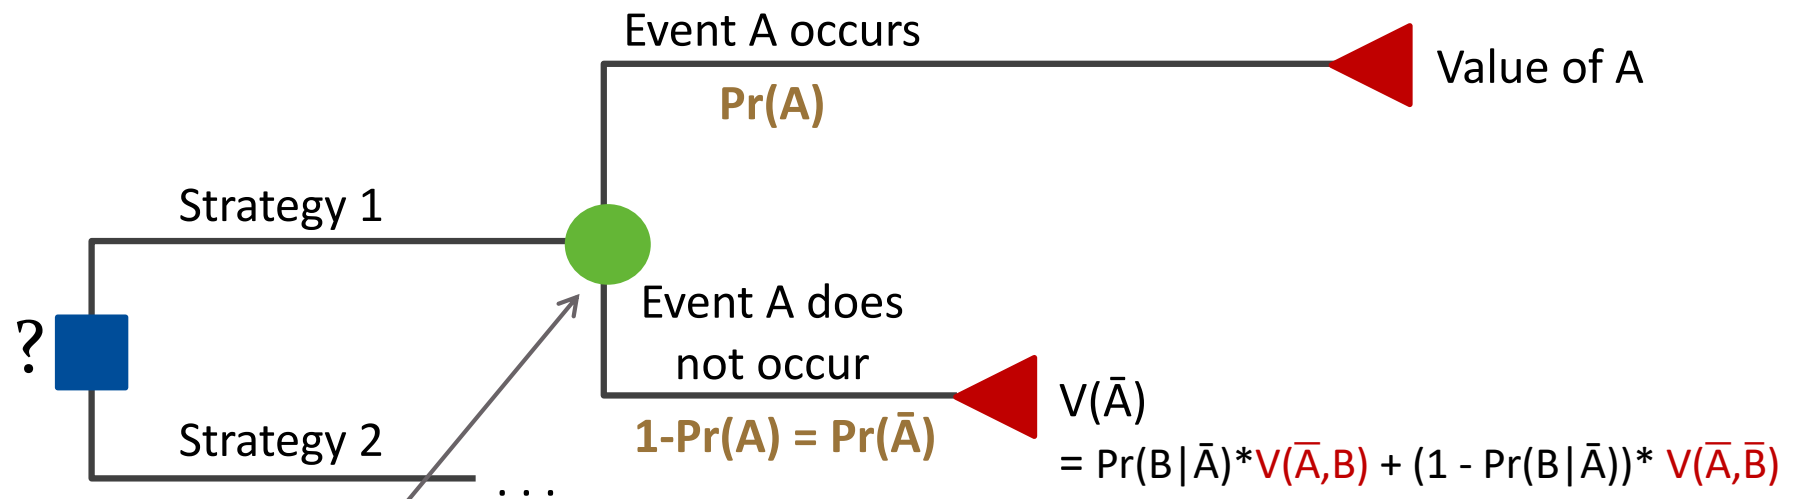 Event A occurs
Value of A
Pr(A)
Strategy 1
Event A does
not occur
?
V(Ā)
1-Pr(A) = Pr(Ā)
Strategy 2
= Pr(B|Ā)*V(A̅,B) + (1 - Pr(B|Ā))* V(A̅,B̅)
. . .